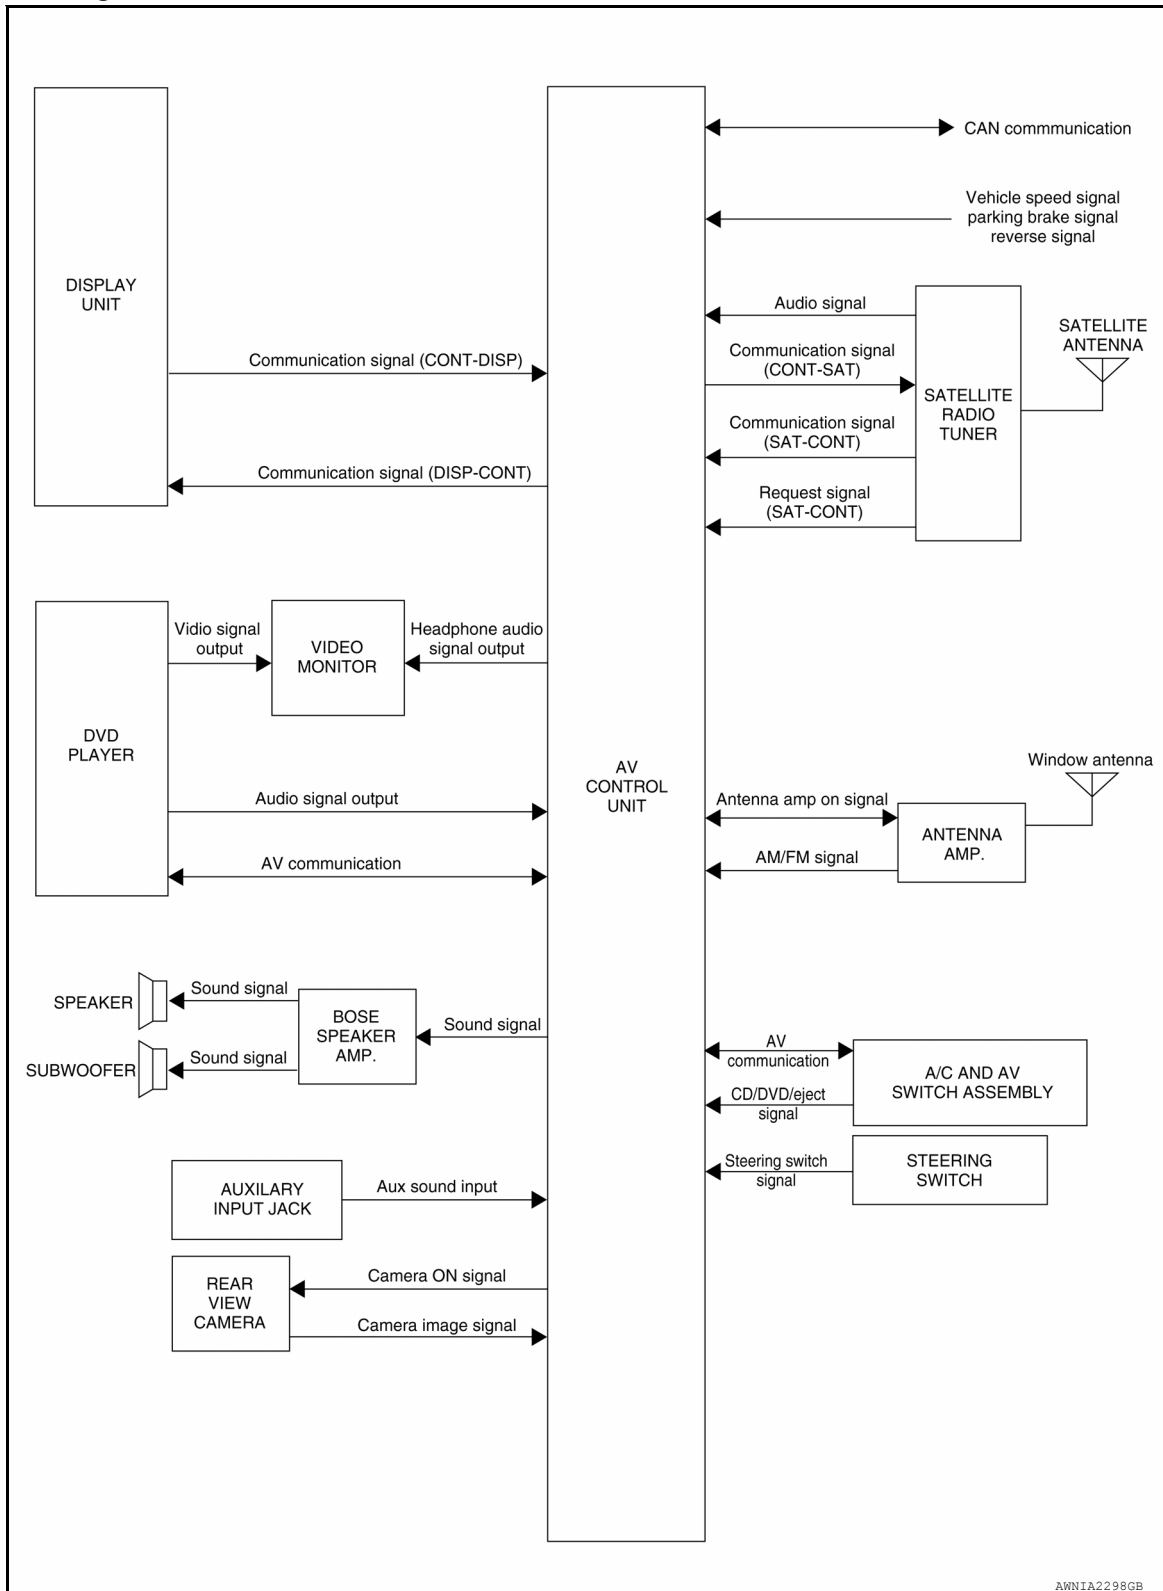 CAN commmunication
Vehicle speed signal
parking brake signal
reverse signal
DISPLAY
UNIT
Communication signal (CONT-DISP)
Communication signal (DISP-CONT)
Audio signal
Communication signal
(CONT-SAT)
Communication signal
(SAT-CONT)
Request signal
(SAT-CONT)
SATELLITE
RADIO
TUNER
SATELLITE
ANTENNA
DVD
PLAYER
Vidio signal
output
VIDEO
MONITOR
Headphone audio
signal output
Audio signal output
AV communication
AV
CONTROL
UNIT
Antenna amp on signal
AM/FM signal
ANTENNA
AMP.
Window antenna
SPEAKER
SUBWOOFER
Sound signal
Sound signal
BOSE
SPEAKER
AMP.
Sound signal
AV
communication
CD/DVD/eject
signal
A/C AND AV
SWITCH ASSEMBLY
Steering switch
signal
STEERING
SWITCH
AUXILARY
INPUT JACK
Aux sound input
REAR
VIEW
CAMERA
Camera ON signal
Camera image signal
AWNIA2298GB